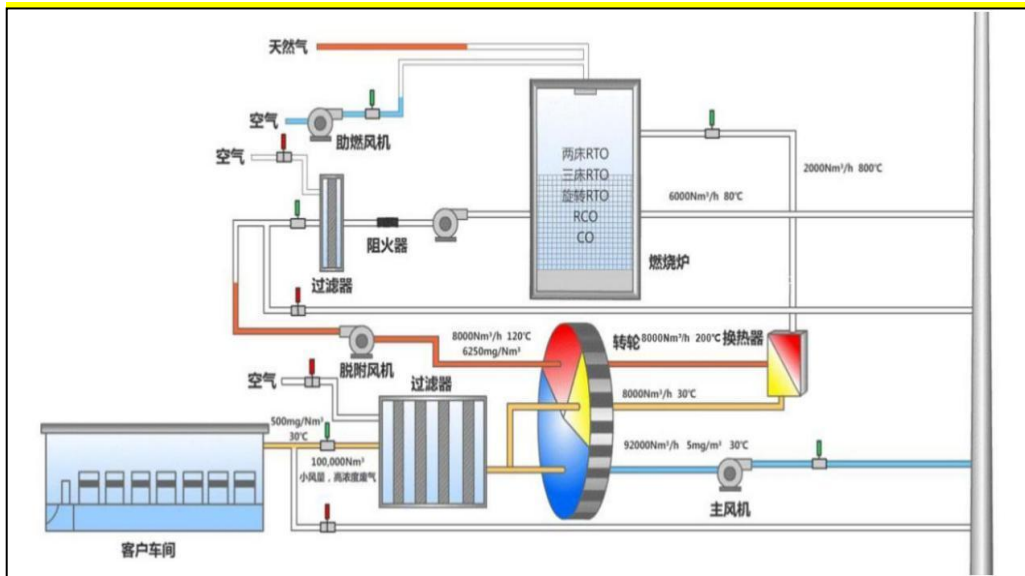 天然气
空气
助燃风机
空气
两床RTO
三床RTO
旋转RTO
RCO
CO
2000Nm³/h 800℃
6000Nm³/h 80℃
阻火器
燃烧炉
过滤器
8000Nm³/h 120℃
6250mg/Nm³
转轮
8000Nm³/h 200℃
换热器
脱附风机
空气
过滤器
8000Nm³/h 30℃
500mg/Nm³
30℃
100,000Nm³
小风量，高浓度废气
92000Nm³/h 5mg/m³ 30℃
主风机
客户车间